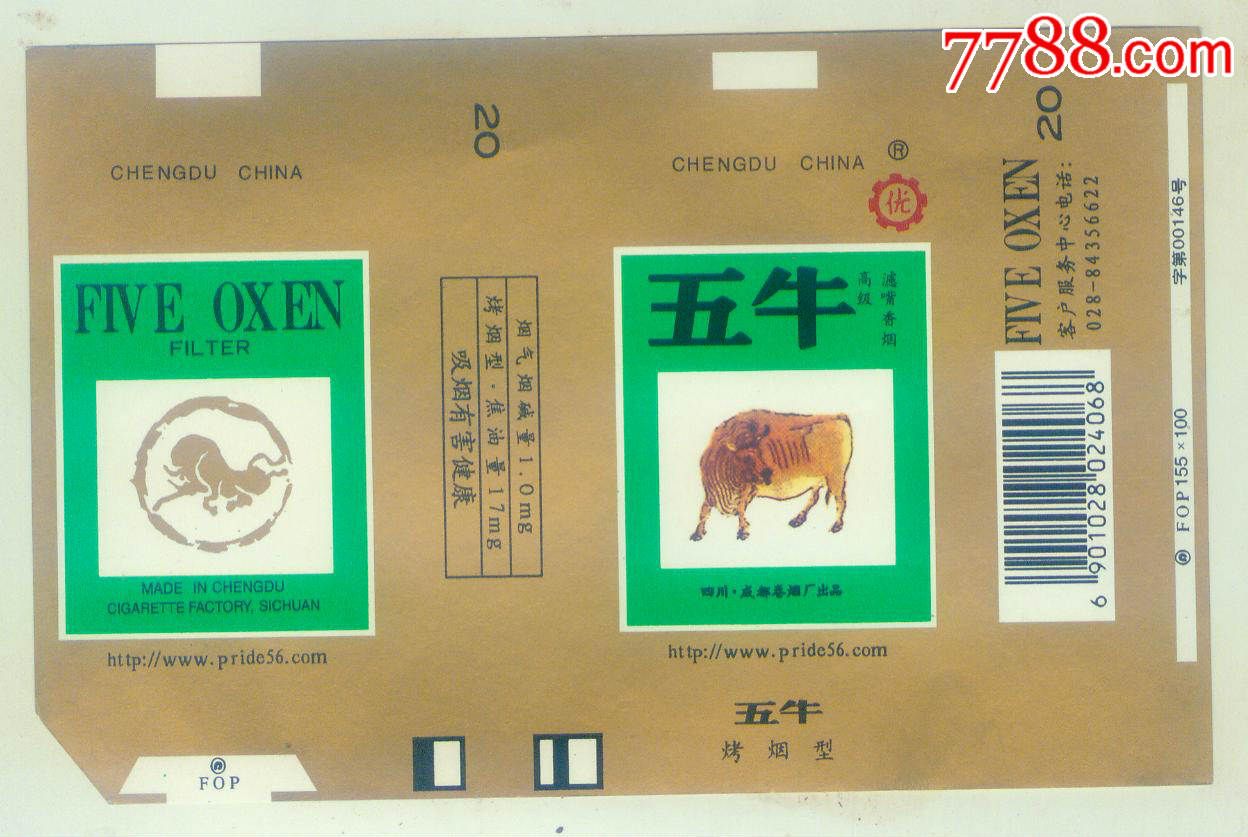 7788.com
CHENGDU CHINA
FIVE OXEN
FILTER
MADE IN CHENGDU
CIGARETTE FACTORY, SICHUAN
http://www.pride56.com
FOP
20
烟气烟碱量1.0mg
烤烟型·焦油量17mg
吸烟有害健康
CHENGDU CHINA
®
优
五牛
高级
滤嘴香烟
四川·成都卷烟厂出品
http://www.pride56.com
五牛
烤烟型
20
FIVE OXEN
客户服务中心电话:
028-84356622
6 901028 024068
字第00146号
FOP155×100